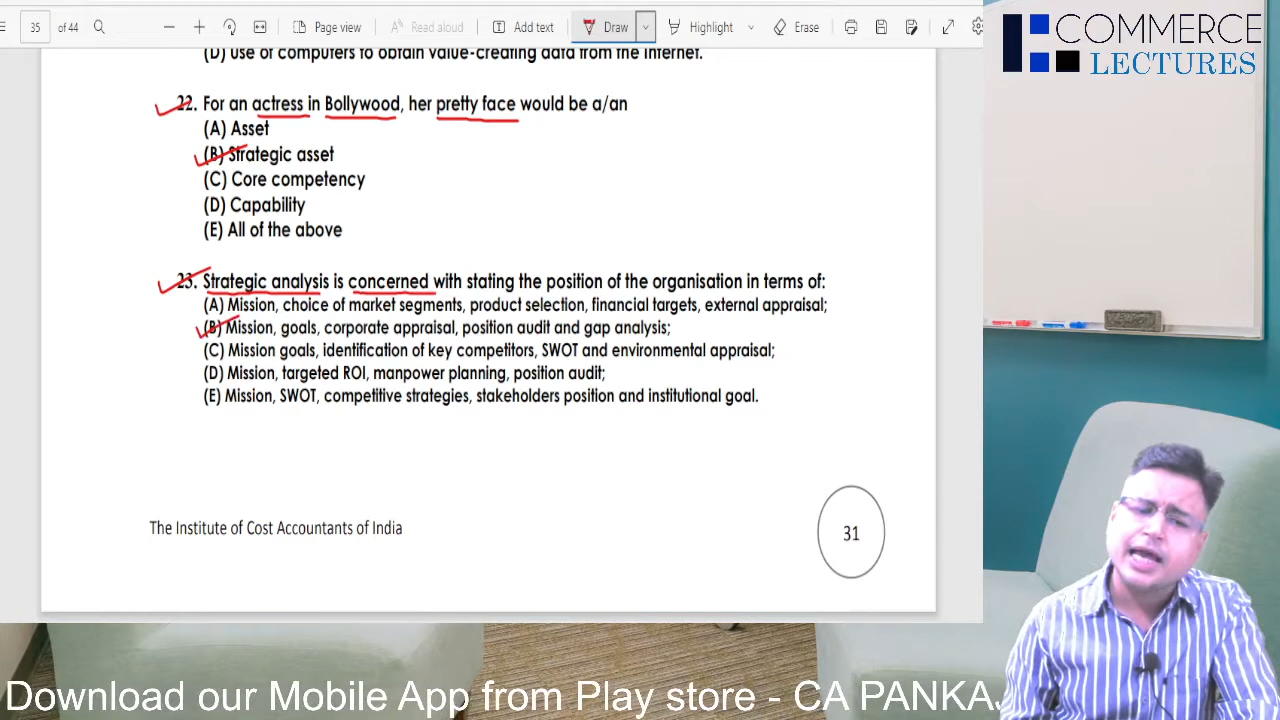 35 of 44 Page view Read aloud Add text Draw Highlight Erase
COMMERCE
LECTURES
(D) use of computers to obtain value-creating data from the Internet.
22. For an actress in Bollywood, her pretty face would be a/an
(A) Asset
(B) Strategic asset
(C) Core competency
(D) Capability
(E) All of the above
23. Strategic analysis is concerned with stating the position of the organisation in terms of:
(A) Mission, choice of market segments, product selection, financial targets, external appraisal;
(B) Mission, goals, corporate appraisal, position audit and gap analysis;
(C) Mission goals, identification of key competitors, SWOT and environmental appraisal;
(D) Mission, targeted ROI, manpower planning, position audit;
(E) Mission, SWOT, competitive strategies, stakeholders position and institutional goal.
The Institute of Cost Accountants of India
31
Download our Mobile App from Play store - CA PANKAJ